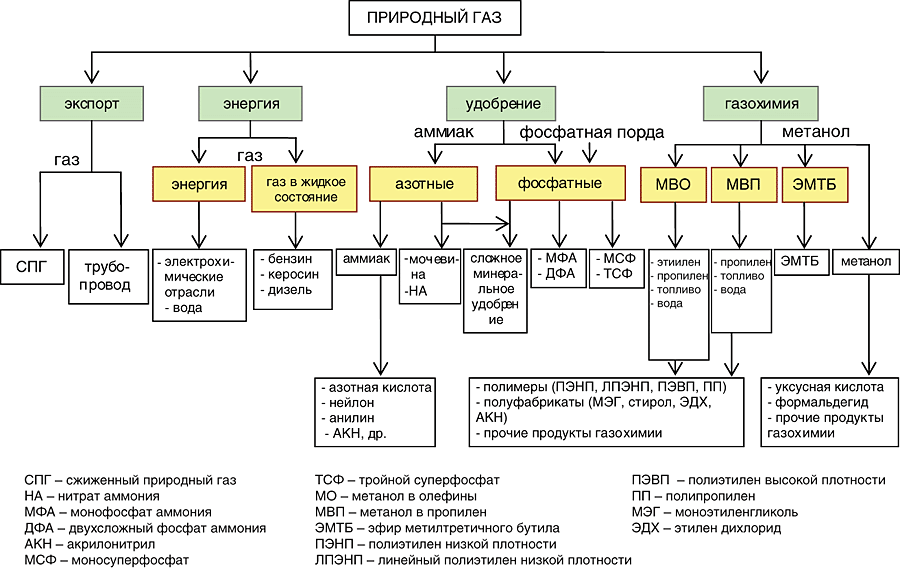 ПРИРОДНЫЙ ГАЗ
экспорт
энергия
удобрение
газохимия
газ
газ
аммиак
фосфатная порда
метанол
энергия
газ в жидкое
состояние
азотные
фосфатные
МВО
МВП
ЭМТБ
СПГ
трубо-
провод
- электрохи-
мические
отрасли
- вода
- бензин
- керосин
- дизель
аммиак
-мочеви-
на
-НА
сложное
минера-
льное
удобрен
ие
- МФА
- ДФА
- МСФ
- ТСФ
- этиилен
- пропилен
- топливо
- вода
- пропилен
- топливо
- вода
ЭМТБ
метанол
- азотная кислота
- нейлон
- анилин
- АКН, др.
- полимеры (ПЭНП, ЛПЭНП, ПЭВП, ПП)
- полуфабрикаты (МЭГ, стирол, ЭДХ,
АКН)
- прочие продукты газохимии
- уксусная кислота
- формальдегид
- прочие продукты
газохимии
СПГ – сжиженный природный газ
НА – нитрат аммония
МФА – монофосфат аммония
ДФА – двухсложный фосфат аммония
АКН – акрилонитрил
МСФ – моносуперфосфат
ТСФ – тройной суперфосфат
МО – метанол в олефины
МВП – метанол в пропилен
ЭМТБ – эфир метилтретичного бутила
ПЭНП – полиэтилен низкой плотности
ЛПЭНП – линейный полиэтилен низкой плотности
ПЭВП – полиэтилен высокой плотности
ПП – полипропилен
МЭГ – моноэтиленгликоль
ЭДХ – этилен дихлорид